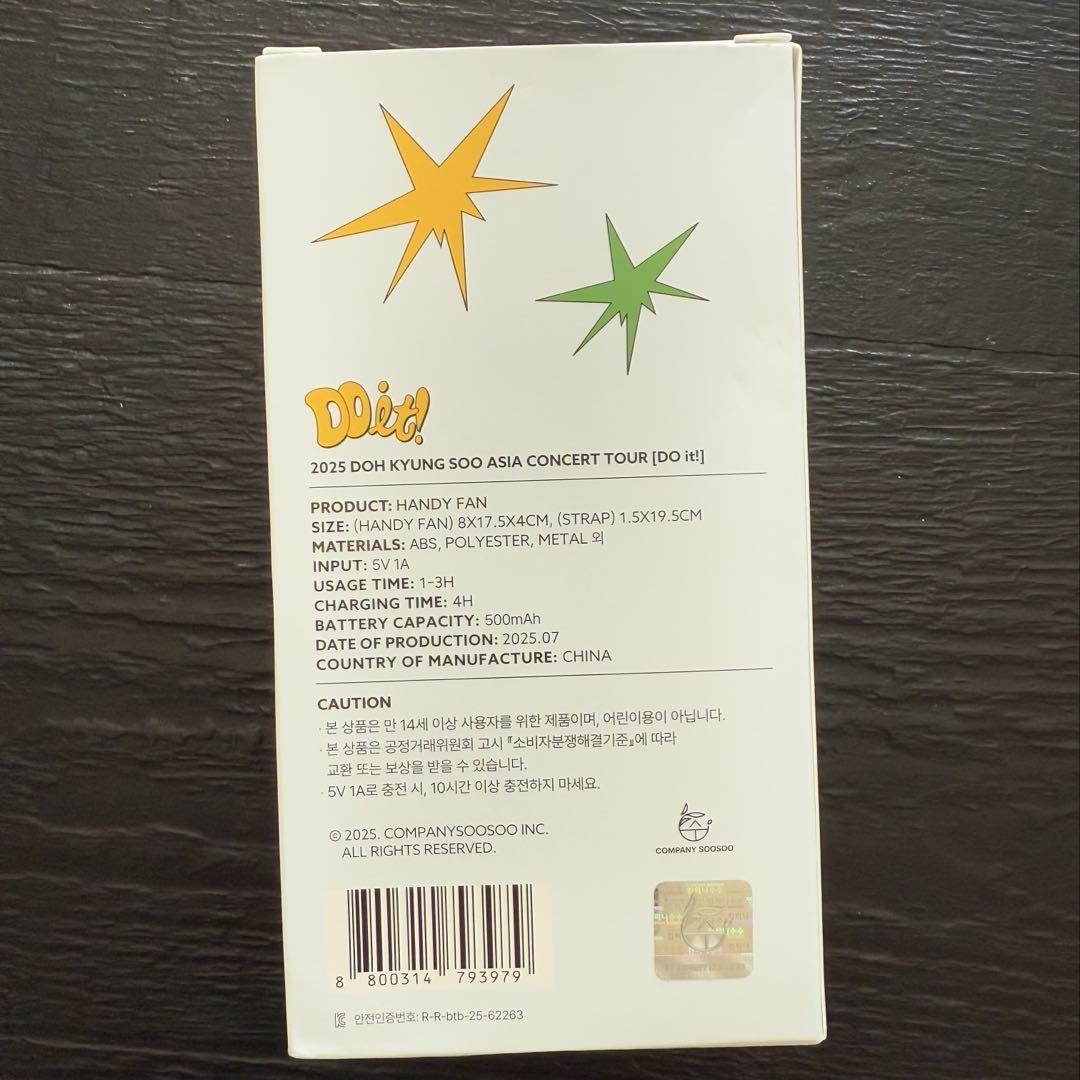 DO it!
2025 DOH KYUNG SOO ASIA CONCERT TOUR [DO it!]
PRODUCT: HANDY FAN
SIZE: (HANDY FAN) 8X17.5X4CM, (STRAP) 1.5X19.5CM
MATERIALS: ABS, POLYESTER, METAL 외
INPUT: 5V 1A
USAGE TIME: 1-3H
CHARGING TIME: 4H
BATTERY CAPACITY: 500mAh
DATE OF PRODUCTION: 2025.07
COUNTRY OF MANUFACTURE: CHINA
CAUTION
· 본 상품은 만 14세 이상 사용자를 위한 제품이며, 어린이용이 아닙니다.
· 본 상품은 공정거래위원회 고시 『소비자분쟁해결기준』에 따라
교환 또는 보상을 받을 수 있습니다.
· 5V 1A로 충전 시, 10시간 이상 충전하지 마세요.
© 2025. COMPANYSOOSOO INC.
ALL RIGHTS RESERVED.
COMPANY SOOSOO
컴퍼니수수
8 800314 793979
안전인증번호: R-R-btb-25-62263